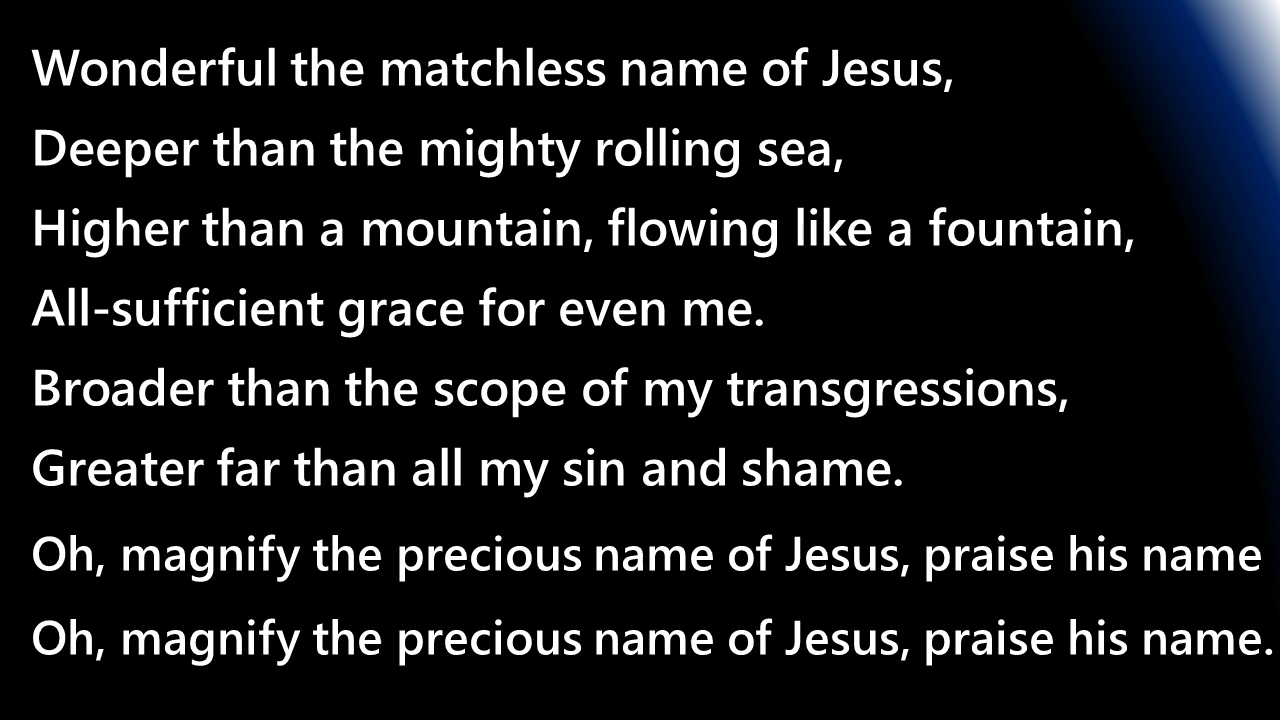 Wonderful the matchless name of Jesus,
Deeper than the mighty rolling sea,
Higher than a mountain, flowing like a fountain,
All-sufficient grace for even me.
Broader than the scope of my transgressions,
Greater far than all my sin and shame.
Oh, magnify the precious name of Jesus, praise his name
Oh, magnify the precious name of Jesus, praise his name.